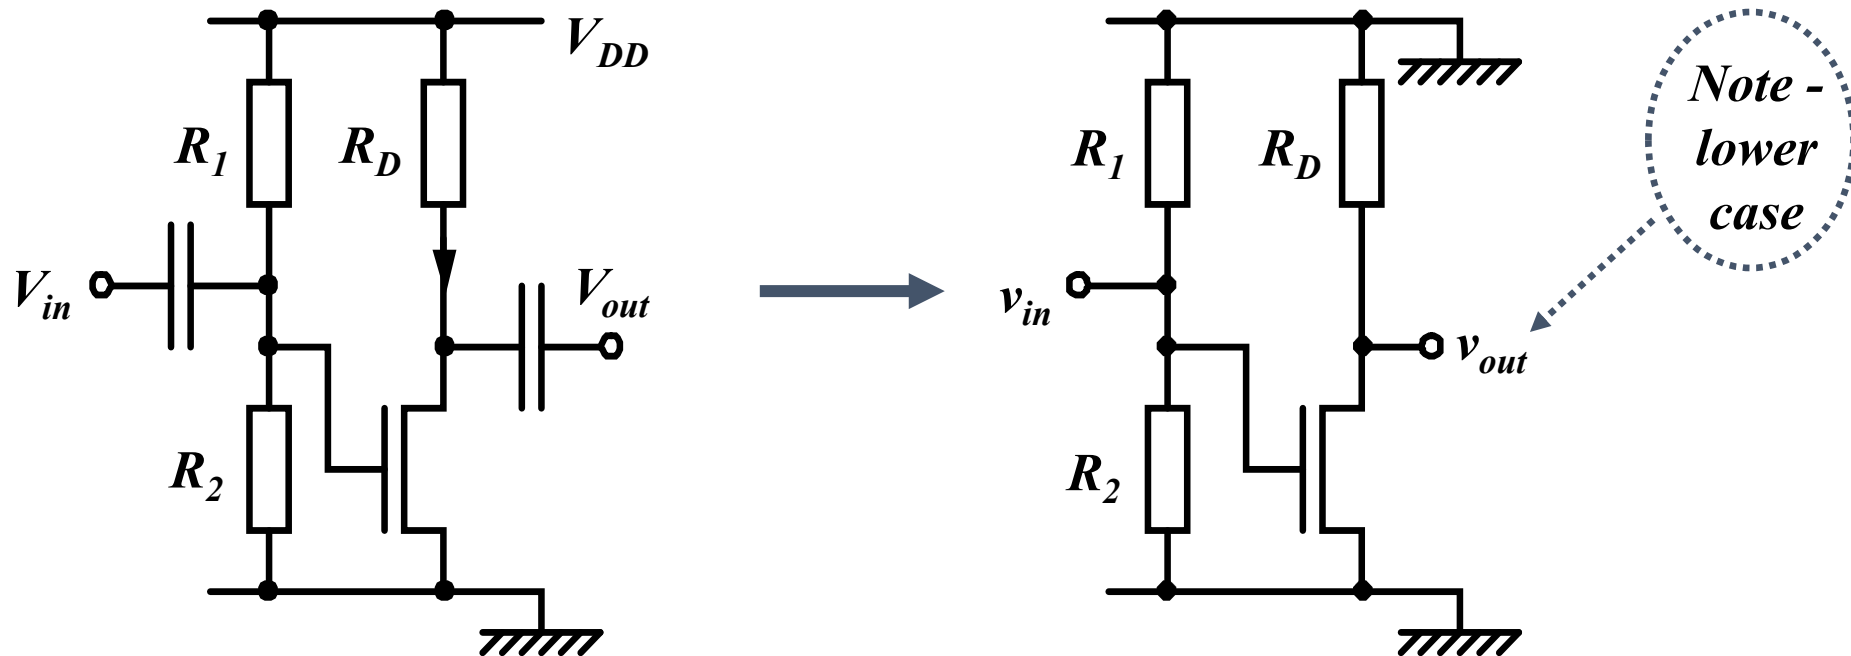 V_DD
R_1
R_D
V_in
V_out
R_2
R_1
R_D
v_in
v_out
R_2
Note -
lower
case